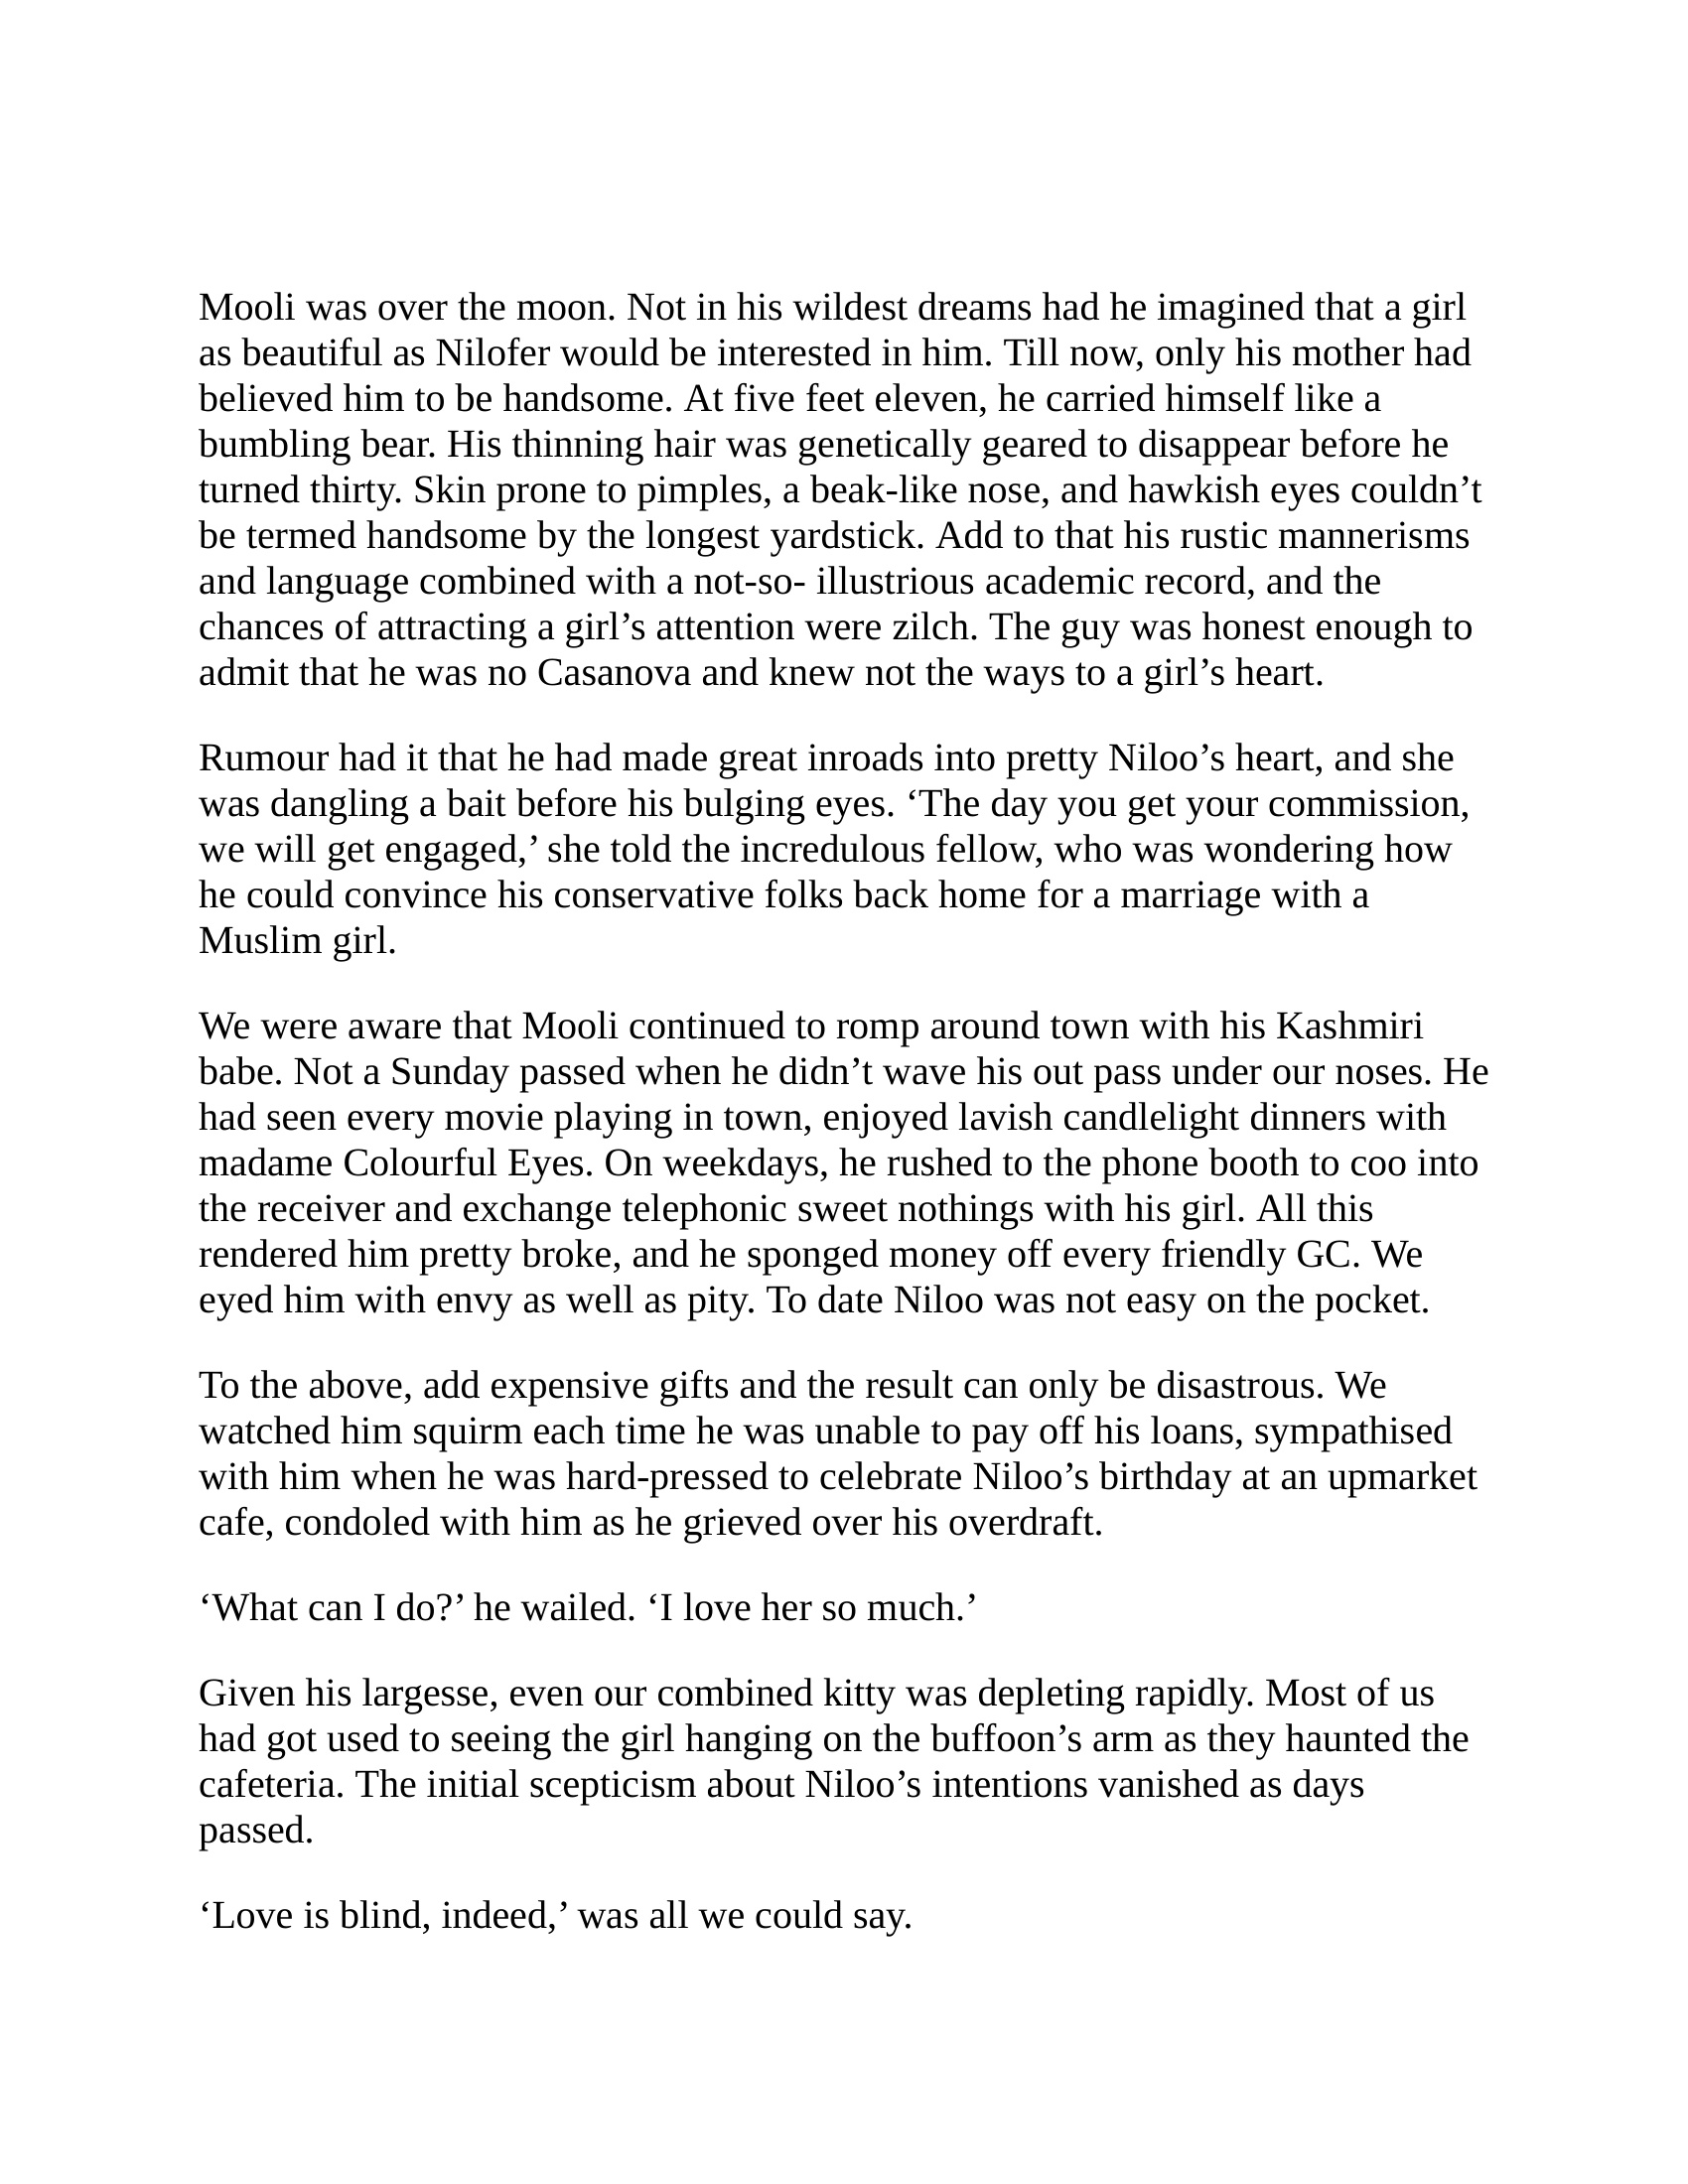 Mooli was over the moon. Not in his wildest dreams had he imagined that a girl
as beautiful as Nilofer would be interested in him. Till now, only his mother had
believed him to be handsome. At five feet eleven, he carried himself like a
bumbling bear. His thinning hair was genetically geared to disappear before he
turned thirty. Skin prone to pimples, a beak-like nose, and hawkish eyes couldn’t
be termed handsome by the longest yardstick. Add to that his rustic mannerisms
and language combined with a not-so- illustrious academic record, and the
chances of attracting a girl’s attention were zilch. The guy was honest enough to
admit that he was no Casanova and knew not the ways to a girl’s heart.
Rumour had it that he had made great inroads into pretty Niloo’s heart, and she
was dangling a bait before his bulging eyes. ‘The day you get your commission,
we will get engaged,’ she told the incredulous fellow, who was wondering how
he could convince his conservative folks back home for a marriage with a
Muslim girl.
We were aware that Mooli continued to romp around town with his Kashmiri
babe. Not a Sunday passed when he didn’t wave his out pass under our noses. He
had seen every movie playing in town, enjoyed lavish candlelight dinners with
madame Colourful Eyes. On weekdays, he rushed to the phone booth to coo into
the receiver and exchange telephonic sweet nothings with his girl. All this
rendered him pretty broke, and he sponged money off every friendly GC. We
eyed him with envy as well as pity. To date Niloo was not easy on the pocket.
To the above, add expensive gifts and the result can only be disastrous. We
watched him squirm each time he was unable to pay off his loans, sympathised
with him when he was hard-pressed to celebrate Niloo’s birthday at an upmarket
cafe, condoled with him as he grieved over his overdraft.
‘What can I do?’ he wailed. ‘I love her so much.’
Given his largesse, even our combined kitty was depleting rapidly. Most of us
had got used to seeing the girl hanging on the buffoon’s arm as they haunted the
cafeteria. The initial scepticism about Niloo’s intentions vanished as days
passed.
‘Love is blind, indeed,’ was all we could say.